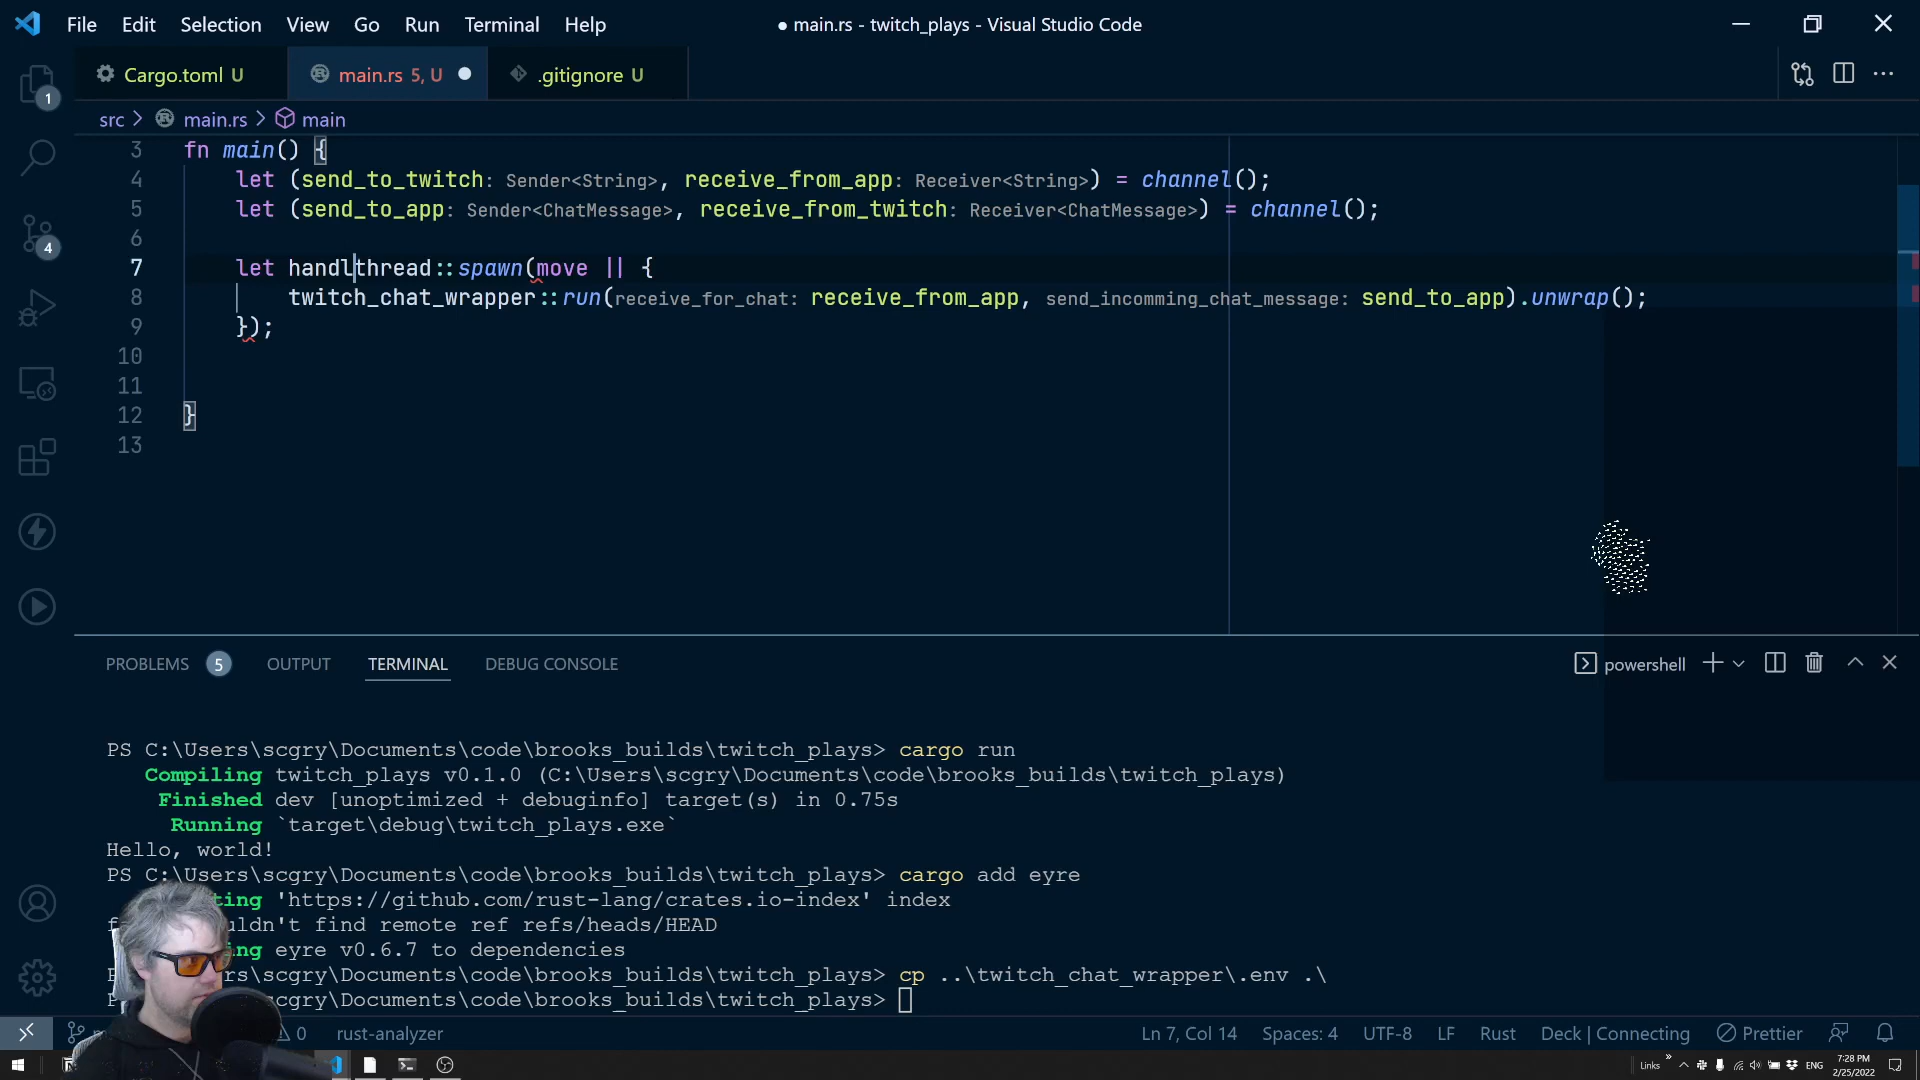 File Edit Selection View Go Run Terminal Help
● main.rs - twitch_plays - Visual Studio Code
Cargo.toml U
main.rs 5, U
.gitignore U
src > main.rs > main
3 fn main() {
4 let (send_to_twitch: Sender<String>, receive_from_app: Receiver<String>) = channel();
5 let (send_to_app: Sender<ChatMessage>, receive_from_twitch: Receiver<ChatMessage>) = channel();
6
7 let handlthread::spawn(move || {
8 twitch_chat_wrapper::run(receive_for_chat: receive_from_app, send_incomming_chat_message: send_to_app).unwrap();
9 });
10
11
12 }
13
1
4
PROBLEMS 5 OUTPUT TERMINAL DEBUG CONSOLE
powershell
PS C:\Users\scgry\Documents\code\brooks_builds\twitch_plays> cargo run
Compiling twitch_plays v0.1.0 (C:\Users\scgry\Documents\code\brooks_builds\twitch_plays)
Finished dev [unoptimized + debuginfo] target(s) in 0.75s
Running `target\debug\twitch_plays.exe`
Hello, world!
PS C:\Users\scgry\Documents\code\brooks_builds\twitch_plays> cargo add eyre
ting 'https://github.com/rust-lang/crates.io-index' index
uldn't find remote ref refs/heads/HEAD
ng eyre v0.6.7 to dependencies
rs\scgry\Documents\code\brooks_builds\twitch_plays> cp ..\twitch_chat_wrapper\.env .\
scgry\Documents\code\brooks_builds\twitch_plays>
0 rust-analyzer
Ln 7, Col 14 Spaces: 4 UTF-8 LF Rust Deck | Connecting Prettier
Links
ENG
7:28 PM
2/25/2022